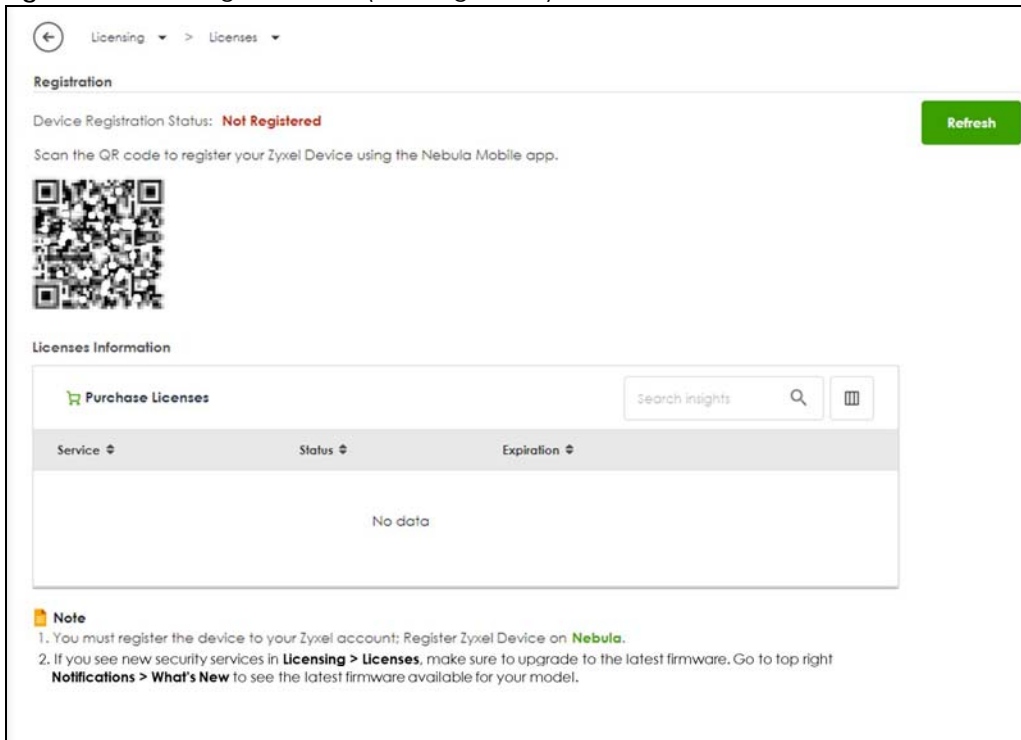 Licensing > Licenses
Registration
Device Registration Status: Not Registered
Refresh
Scan the QR code to register your Zyxel Device using the Nebula Mobile app.
Licenses Information
Purchase Licenses
Search insights
Service Status Expiration
No data
Note
1. You must register the device to your Zyxel account; Register Zyxel Device on Nebula.
2. If you see new security services in Licensing > Licenses, make sure to upgrade to the latest firmware. Go to top right
Notifications > What's New to see the latest firmware available for your model.